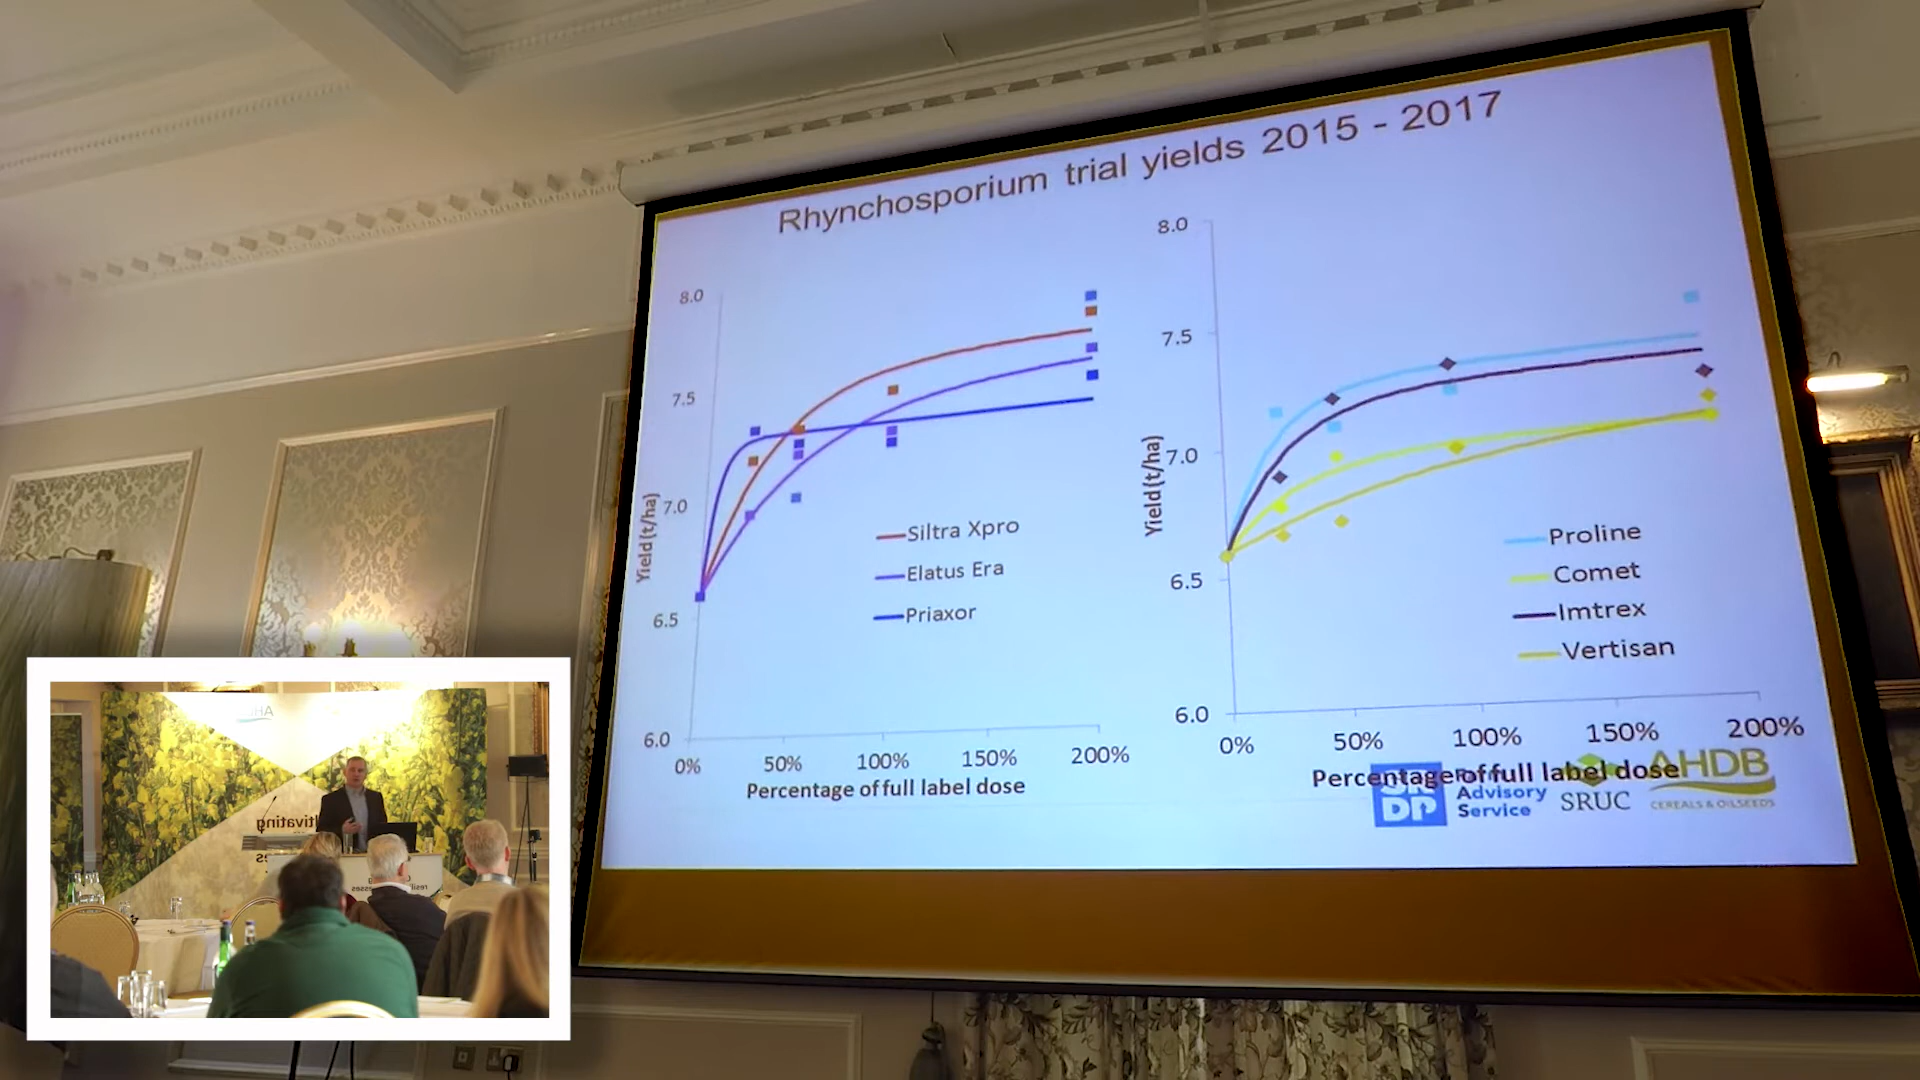 Rhynchosporium trial yields 2015 - 2017
8.0
7.5
7.0
6.5
6.0
Yield(t/ha)
Siltra Xpro
Elatus Era
Priaxor
0% 50% 100% 150% 200%
Percentage of full label dose
8.0
7.5
7.0
6.5
6.0
Yield(t/ha)
Proline
Comet
Imtrex
Vertisan
0% 50% 100% 150% 200%
Percentage of full label dose
Advisory
Service
SRUC
AHDB
CEREALS & OILSEEDS